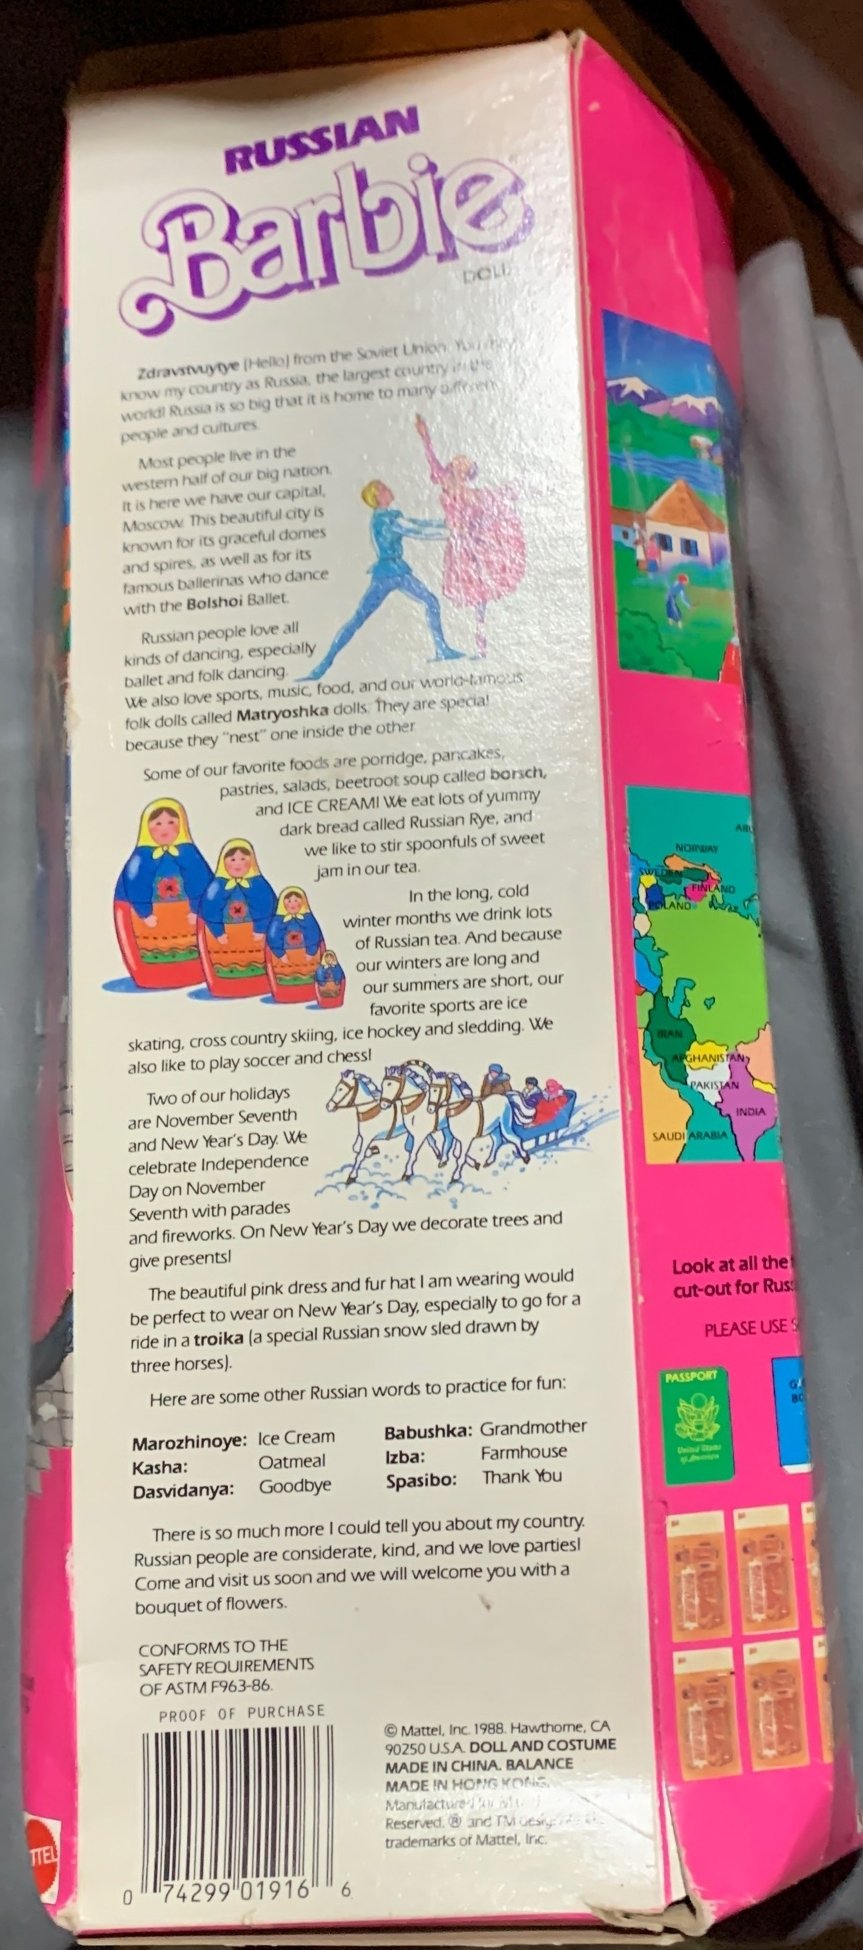 RUSSIAN
Barbie
DOLL
Zdravstvuytye (Hello) from the Soviet Union. You
know my country as Russia, the largest country in the
world! Russia is so big that it is home to many different
people and cultures.
Most people live in the
western half of our big nation.
It is here we have our capital,
Moscow. This beautiful city is
known for its graceful domes
and spires, as well as for its
famous ballerinas who dance
with the Bolshoi Ballet.
Russian people love all
kinds of dancing, especially
ballet and folk dancing.
We also love sports, music, food, and our world-famous
folk dolls called Matryoshka dolls. They are special
because they "nest" one inside the other
Some of our favorite foods are porridge, pancakes,
pastries, salads, beetroot soup called borsch,
and ICE CREAM! We eat lots of yummy
dark bread called Russian Rye, and
we like to stir spoonfuls of sweet
jam in our tea.
In the long, cold
winter months we drink lots
of Russian tea. And because
our winters are long and
our summers are short, our
favorite sports are ice
skating, cross country skiing, ice hockey and sledding. We
also like to play soccer and chess!
Two of our holidays
are November Seventh
and New Year's Day. We
celebrate Independence
Day on November
Seventh with parades
and fireworks. On New Year's Day we decorate trees and
give presents!
The beautiful pink dress and fur hat I am wearing would
be perfect to wear on New Year's Day, especially to go for a
ride in a troika (a special Russian snow sled drawn by
three horses).
Here are some other Russian words to practice for fun:
Marozhinoye: Ice Cream
Kasha: Oatmeal
Dasvidanya: Goodbye
Babushka: Grandmother
Izba: Farmhouse
Spasibo: Thank You
There is so much more I could tell you about my country.
Russian people are considerate, kind, and we love parties!
Come and visit us soon and we will welcome you with a
bouquet of flowers.
CONFORMS TO THE
SAFETY REQUIREMENTS
OF ASTM F963-86.
PROOF OF PURCHASE
0 74299 01916 6
© Mattel, Inc. 1988. Hawthorne, CA
90250 U.S.A. DOLL AND COSTUME
MADE IN CHINA. BALANCE
MADE IN HONG KONG.
Manufactured for
Reserved. ® and TM
trademarks of Mattel, Inc.
TTEL
NORWAY
SWEDEN
FINLAND
POLAND
IRAN
AFGHANISTAN
PAKISTAN
INDIA
SAUDI ARABIA
Look at all the
cut-out for Rus
PLEASE USE
PASSPORT
United States
of America